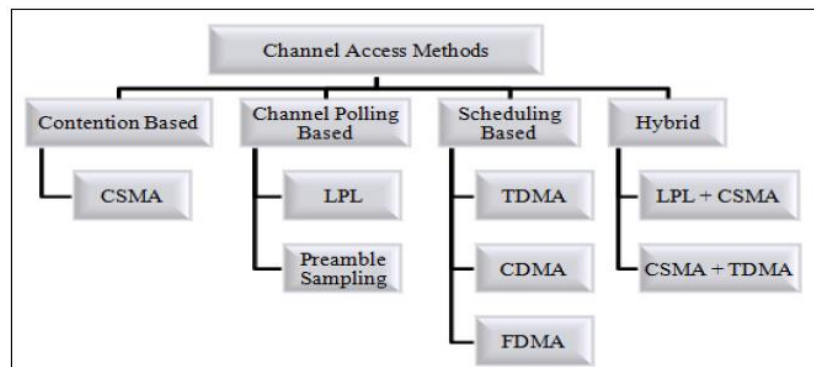 Channel Access Methods
Contention Based
Channel Polling
Based
Scheduling
Based
Hybrid
CSMA
LPL
TDMA
LPL + CSMA
Preamble
Sampling
CDMA
CSMA + TDMA
FDMA